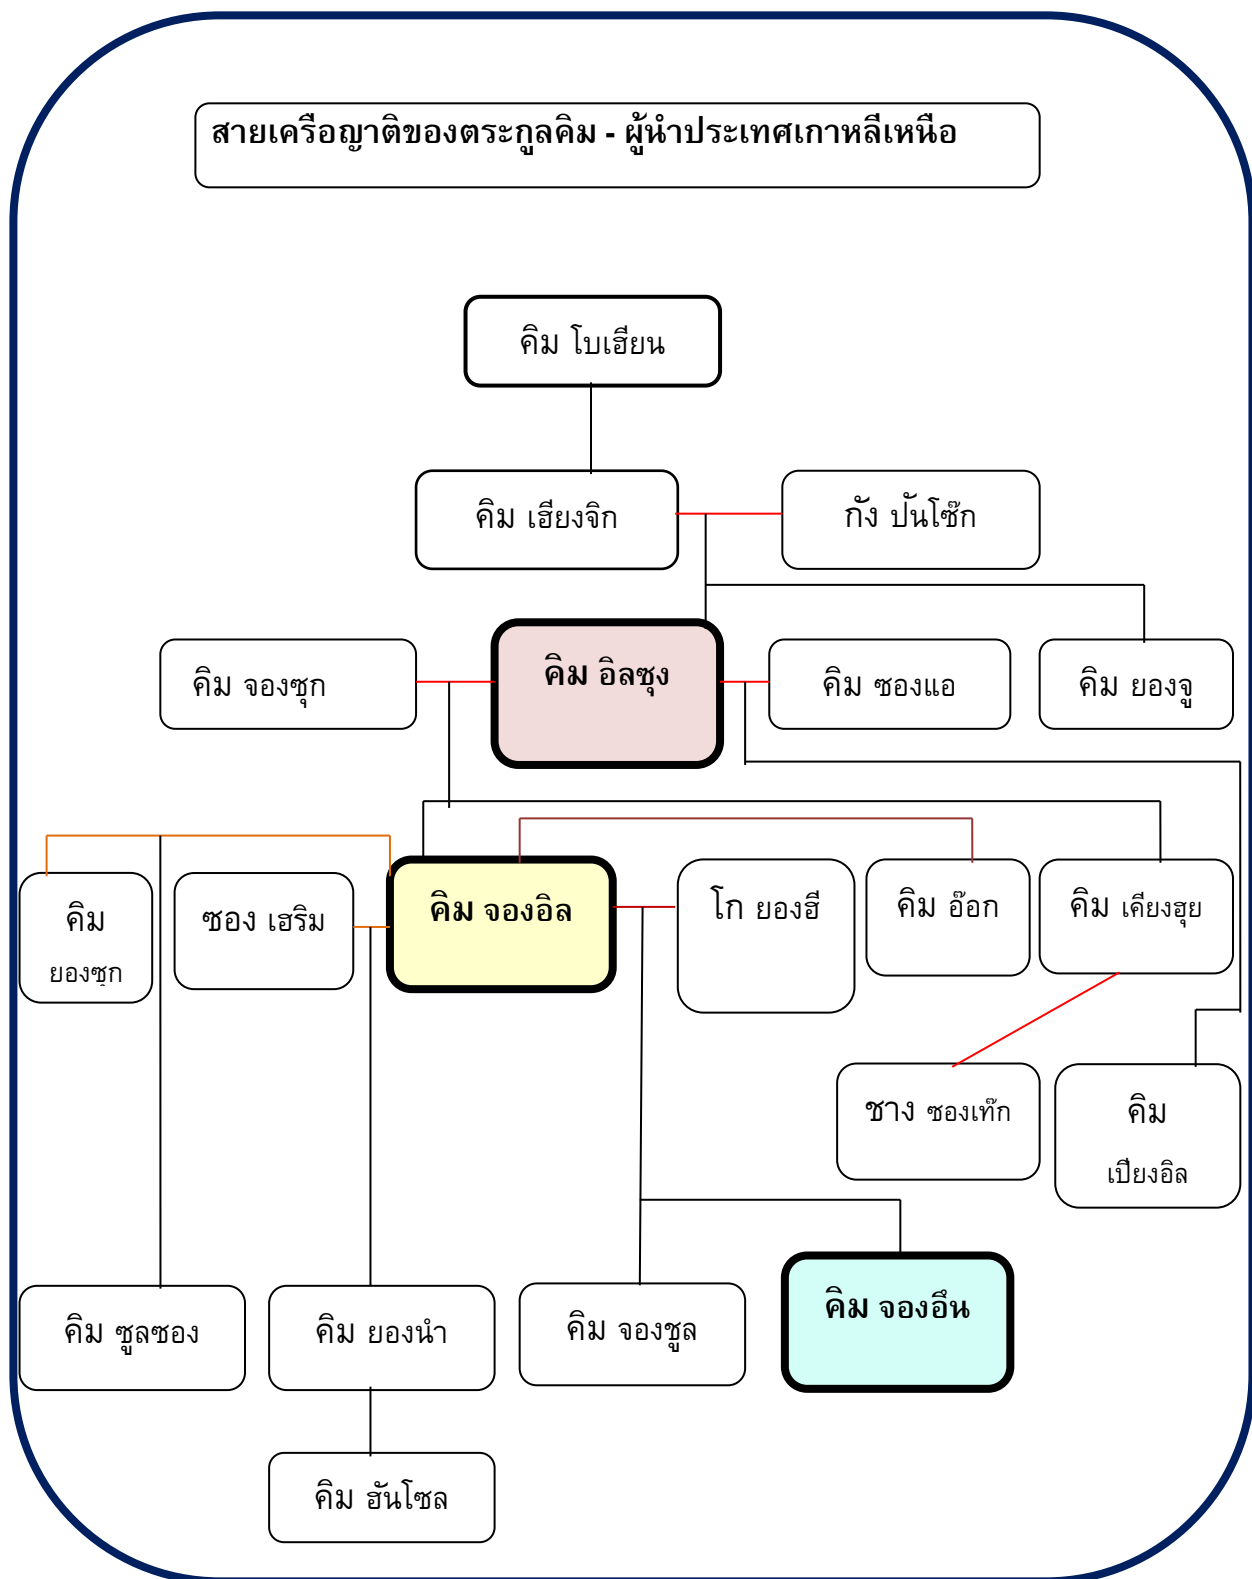 สายเครือญาติของตระกูลคิม - ผู้นำประเทศเกาหลีเหนือ
คิม โบเฮียน
คิม เฮียงจิก
กัง ปันโซ๊ก
คิม จองซุก
คิม อิลซุง
คิม ซองแอ
คิม ยองจู
คิม
ยองซุก
ซอง เฮริม
คิม จองอิล
โก ยองฮี
คิม อ๊อก
คิม เคียงฮุย
ชาง ซองเท๊ก
คิม
เปียงอิล
คิม ซูลซอง
คิม ยองนำ
คิม จองชูล
คิม จองอึน
คิม ฮันโซล